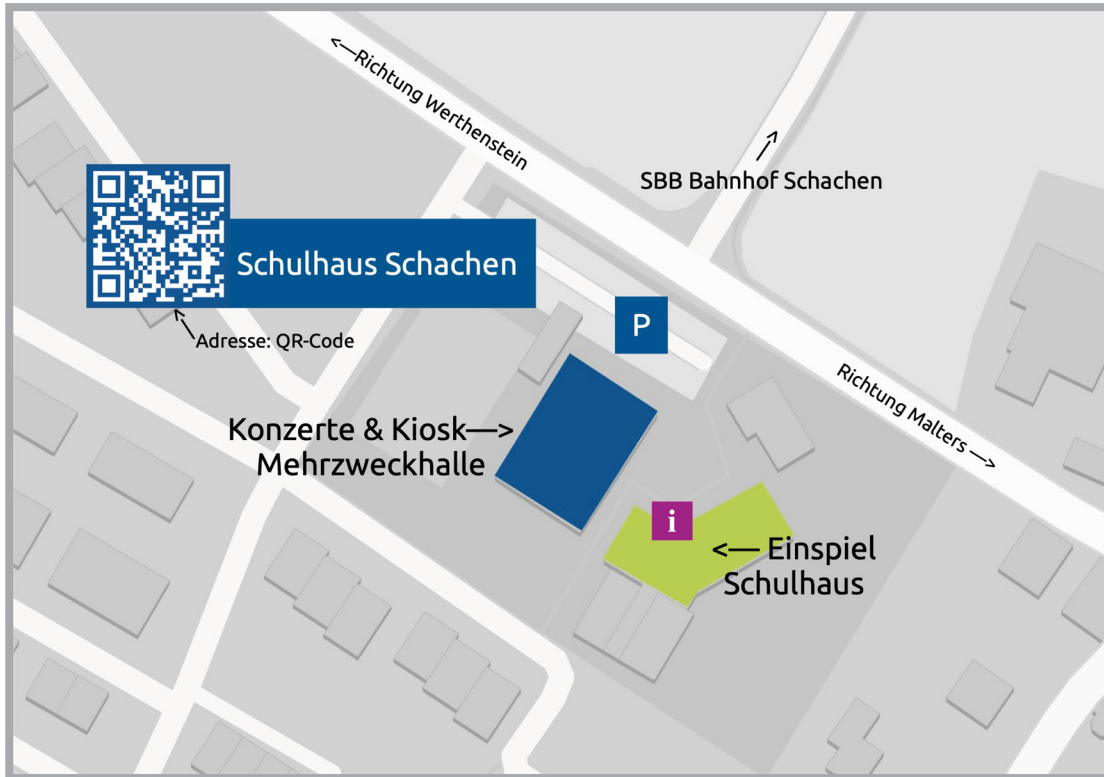 <—Richtung Werthenstein
SBB Bahnhof Schachen
—>
Schulhaus Schachen
Adresse: QR-Code
P
Richtung Malters —>
Konzerte & Kiosk—>
Mehrzweckhalle
i
<— Einspiel
Schulhaus